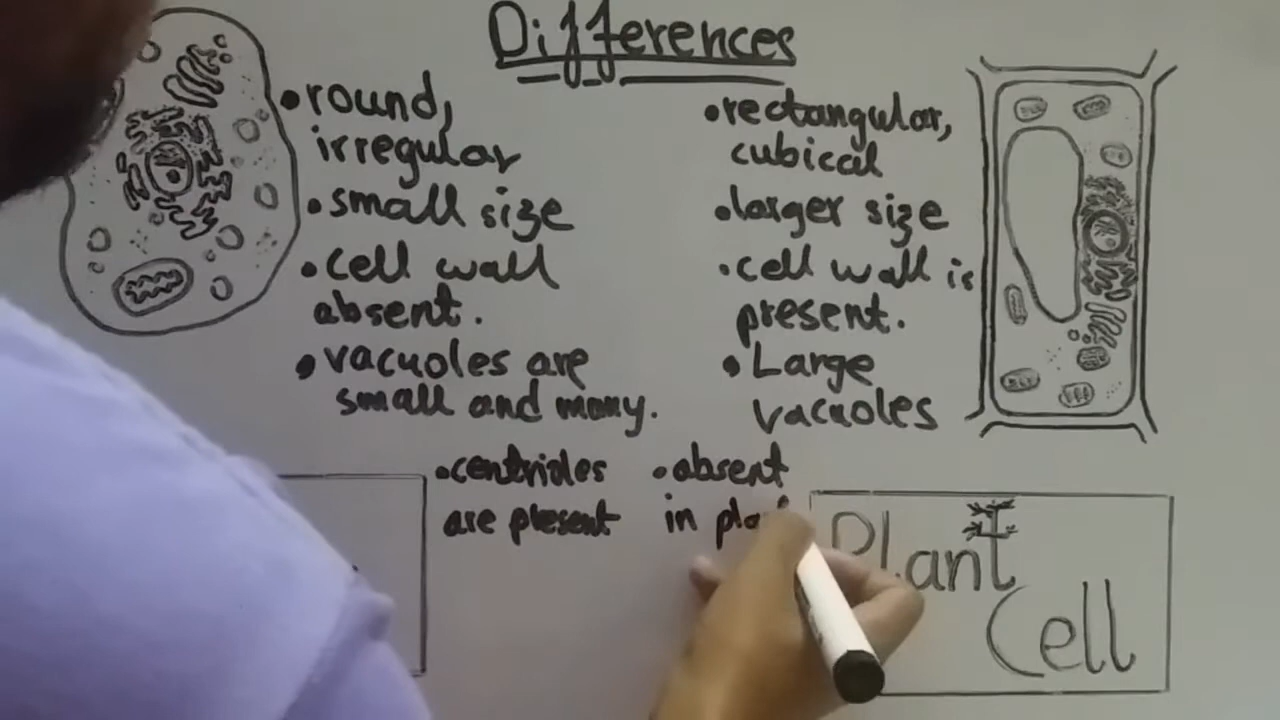 Differences
• round,
irregular
• small size
• cell wall
absent.
• vacuoles are
small and many.
• centrioles
are present
• rectangular,
cubical
• larger size
• cell wall is
present.
• Large
vacuoles
• absent
in
Plant
Cell